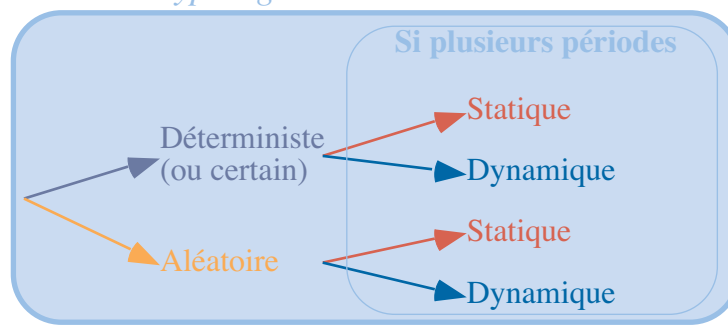 Si plusieurs périodes
Statique
Déterministe
(ou certain)
Dynamique
Statique
Aléatoire
Dynamique